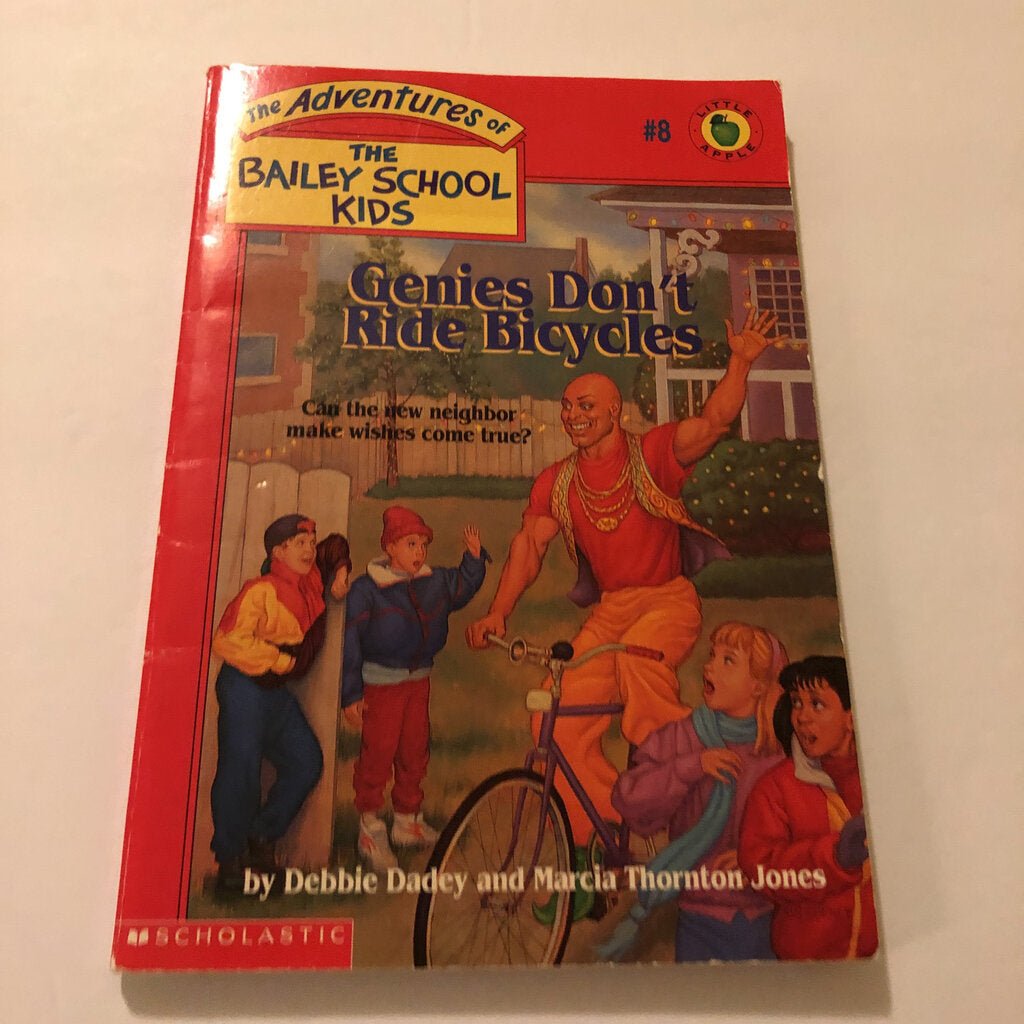 The Adventures of
THE
BAILEY SCHOOL
KIDS
#8
LITTLE
APPLE
Genies Don't
Ride Bicycles
Can the new neighbor
make wishes come true?
by Debbie Dadey and Marcia Thornton Jones
SCHOLASTIC